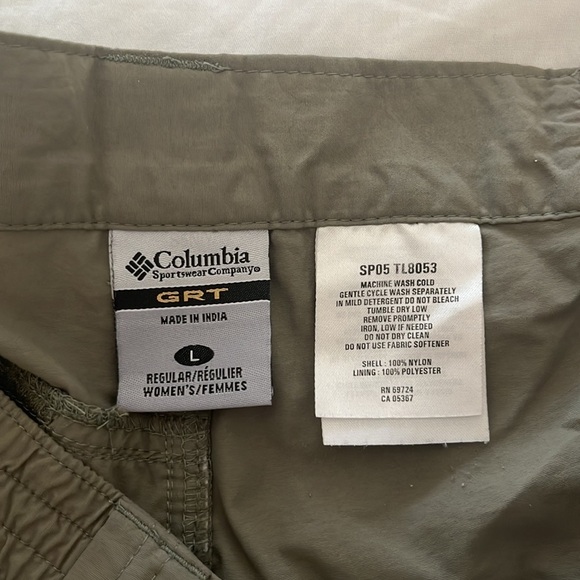 Columbia
Sportswear Company®
GRT
MADE IN INDIA
L
REGULAR/RÉGULIER
WOMEN'S/FEMMES
SP05 TL8053
MACHINE WASH COLD
GENTLE CYCLE WASH SEPARATELY
IN MILD DETERGENT DO NOT BLEACH
TUMBLE DRY LOW
REMOVE PROMPTLY
IRON, LOW IF NEEDED
DO NOT DRY CLEAN
DO NOT USE FABRIC SOFTENER
SHELL : 100% NYLON
LINING : 100% POLYESTER
RN 69724
CA 05367